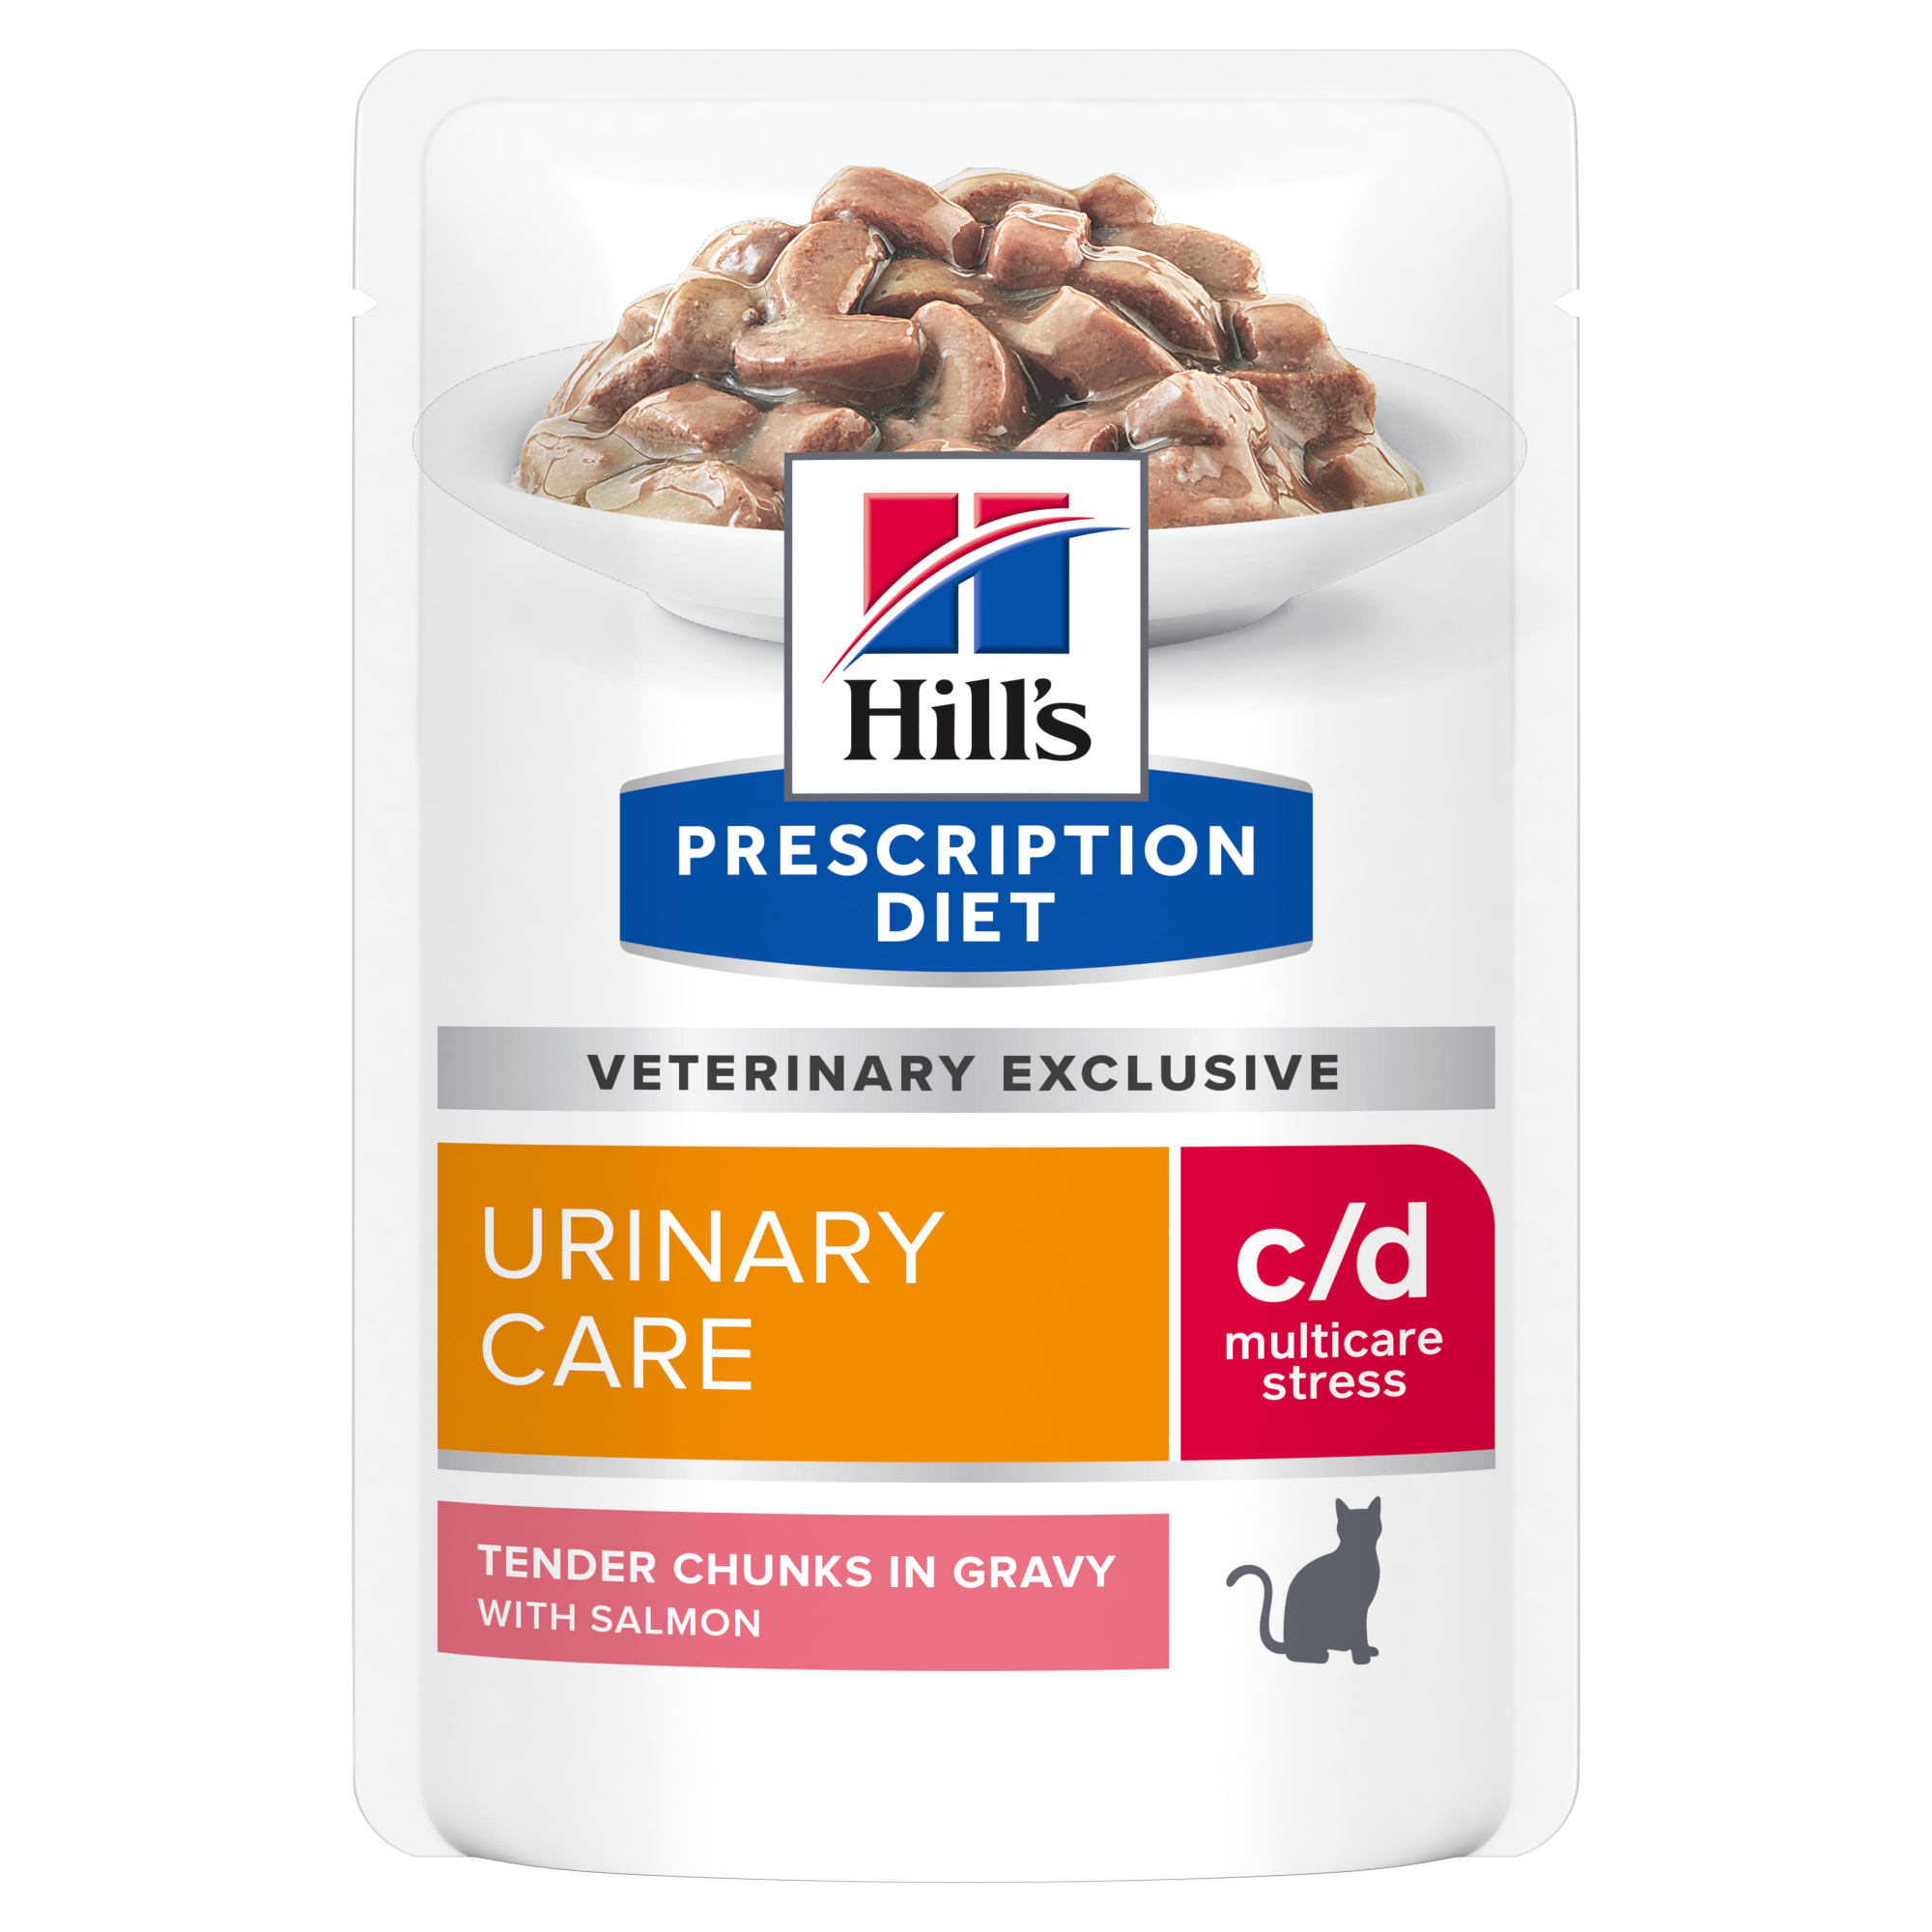 Hill's
PRESCRIPTION
DIET
VETERINARY EXCLUSIVE
URINARY
CARE
c/d
multicare
stress
TENDER CHUNKS IN GRAVY
WITH SALMON